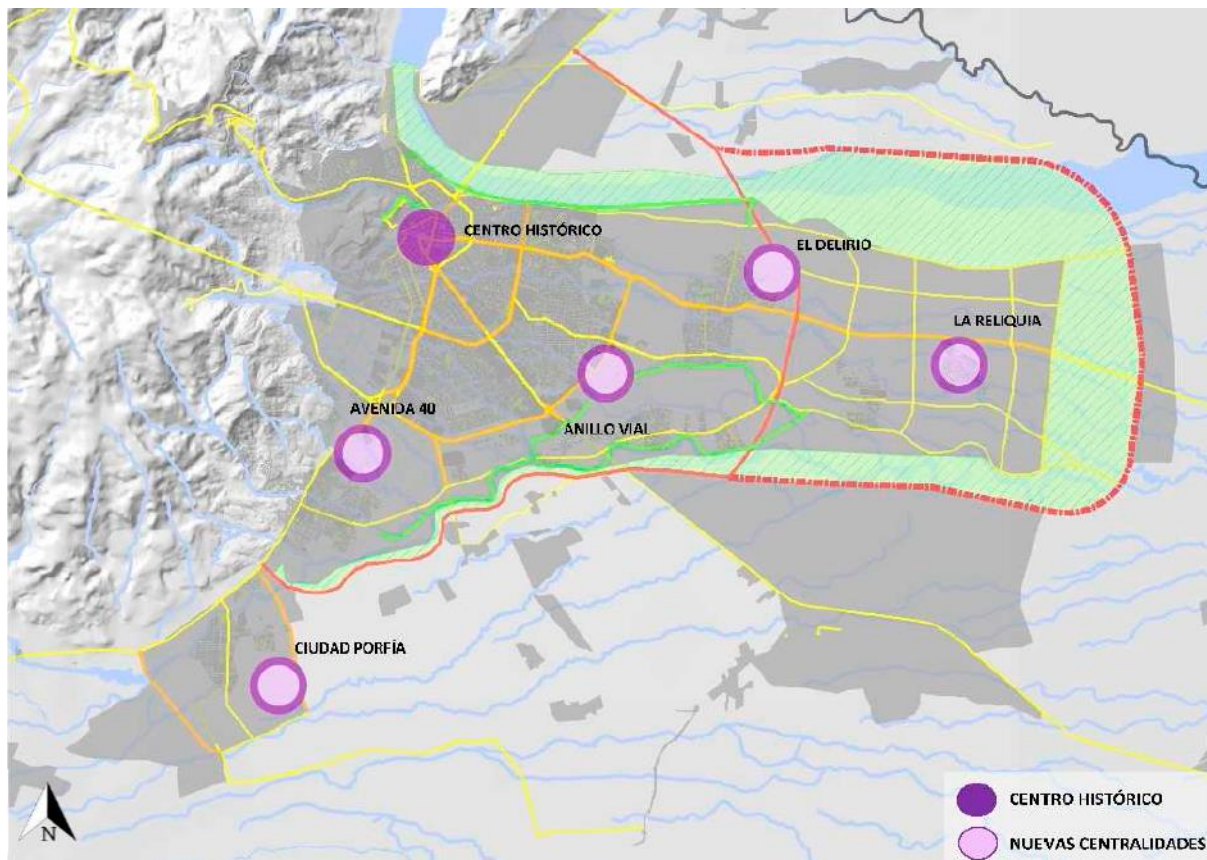 CENTRO HISTÓRICO
EL DELIRIO
LA RELIQUIA
AVENIDA 40
ANILLO VIAL
CIUDAD PORFÍA
N
CENTRO HISTÓRICO
NUEVAS CENTRALIDADES